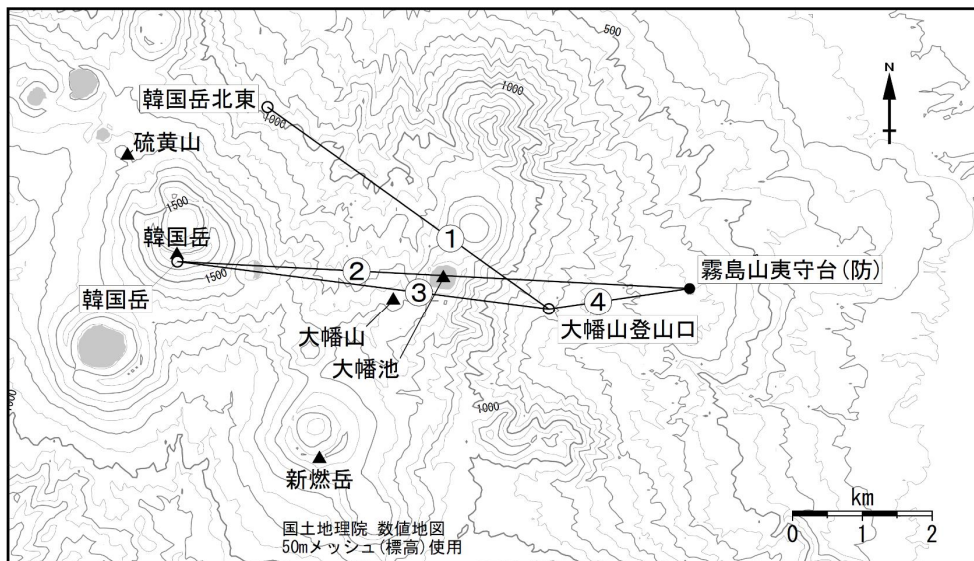 500
1000
N
韓国岳北東
1000
硫黄山
1500
韓国岳
①
②
③
④
霧島山夷守台(防)
1500
韓国岳
大幡山
大幡池
大幡山登山口
1000
1000
新燃岳
km
0 1 2
国土地理院 数値地図
50mメッシュ(標高)使用